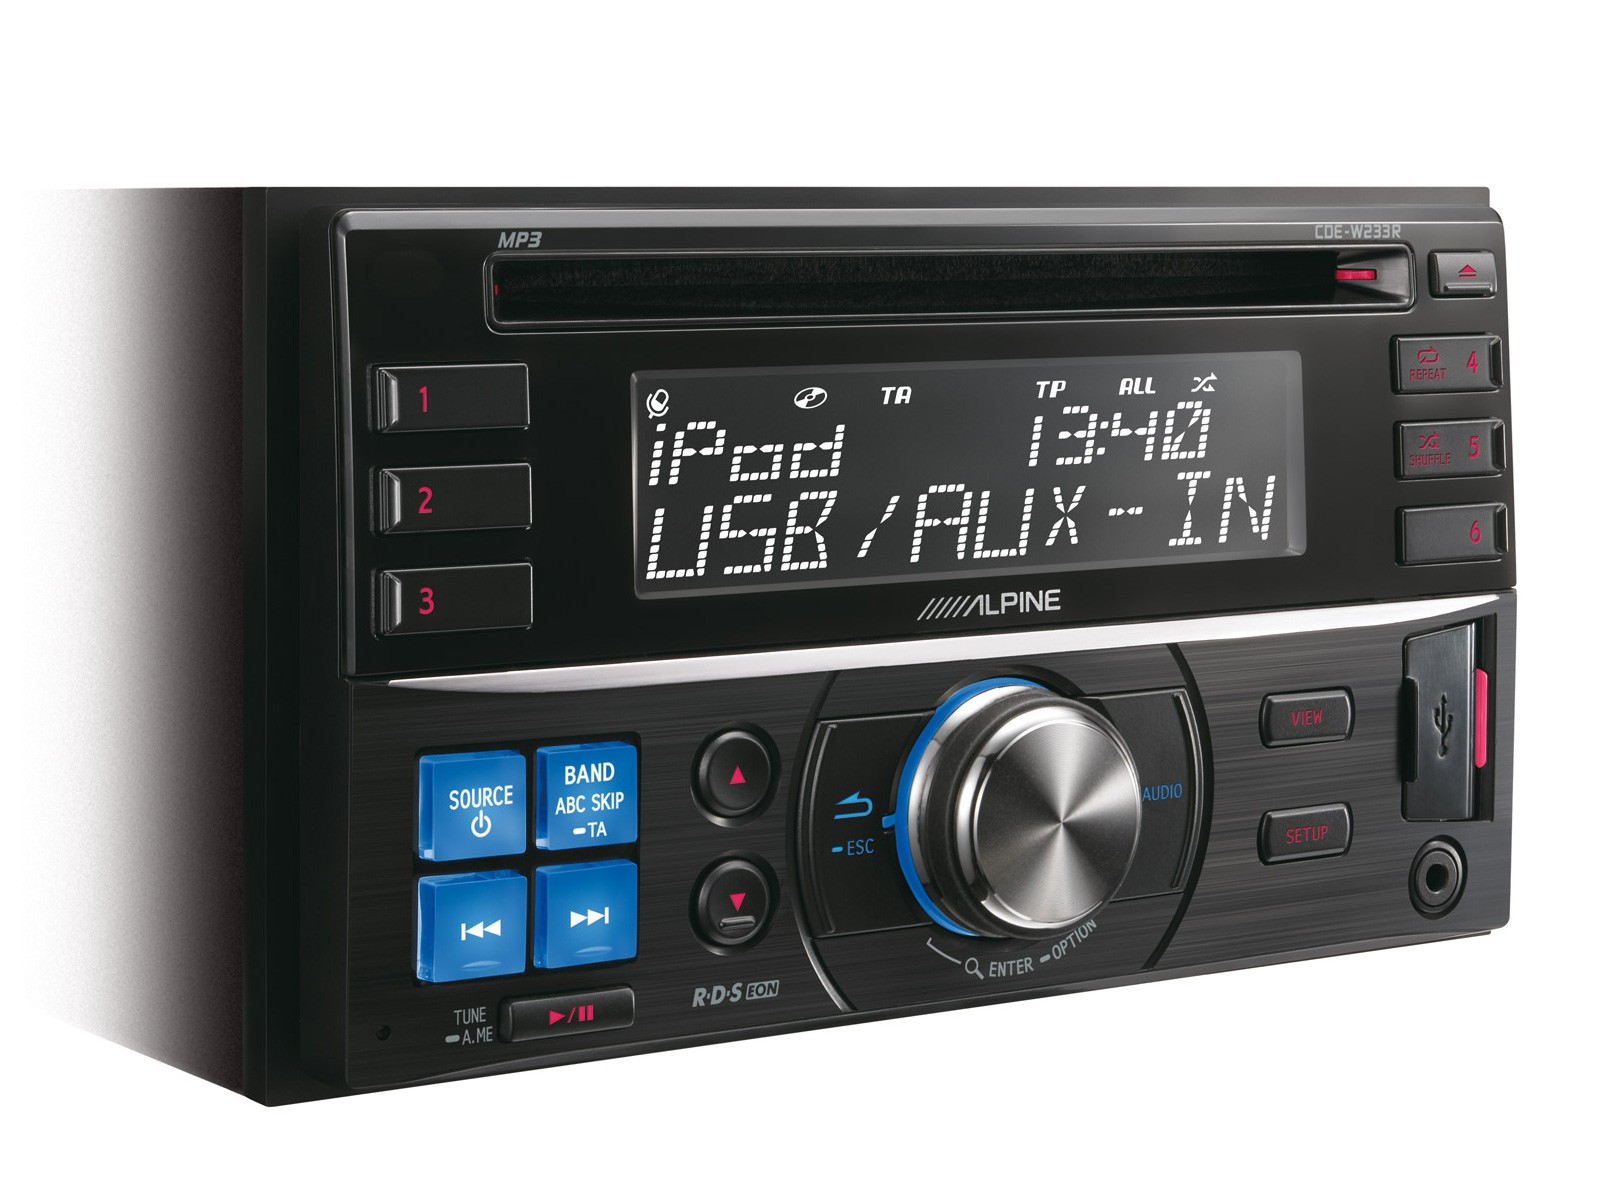 MP3
CDE-W233R
1
2
3
TA
TP ALL
iPod 13:40
USB/AUX-IN
REPEAT 4
SHUFFLE 5
6
ALPINE
SOURCE
BAND
ABC SKIP
TA
TUNE
A.ME
R·D·S EON
ESC
AUDIO
ENTER OPTION
VIEW
SETUP